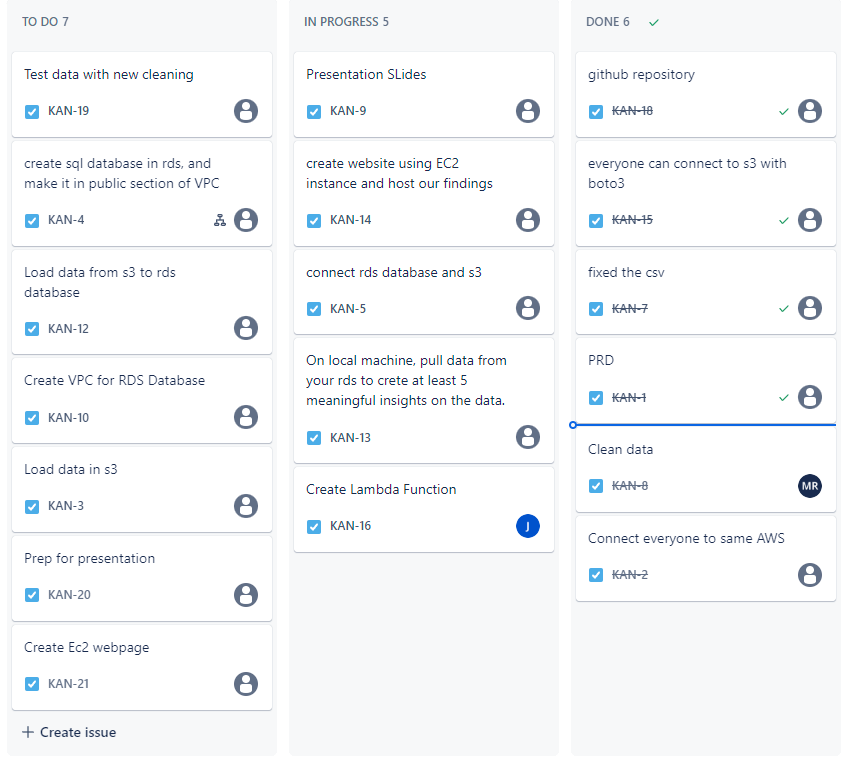 TO DO 7
Test data with new cleaning
KAN-19
create sql database in rds, and
make it in public section of VPC
KAN-4
Load data from s3 to rds
database
KAN-12
Create VPC for RDS Database
KAN-10
Load data in s3
KAN-3
Prep for presentation
KAN-20
Create Ec2 webpage
KAN-21
Create issue
IN PROGRESS 5
Presentation SLides
KAN-9
create website using EC2
instance and host our findings
KAN-14
connect rds database and s3
KAN-5
On local machine, pull data from
your rds to crete at least 5
meaningful insights on the data.
KAN-13
Create Lambda Function
KAN-16
J
DONE 6
github repository
KAN-18
everyone can connect to s3 with
boto3
KAN-15
fixed the csv
KAN-7
PRD
KAN-1
Clean data
KAN-8
MR
Connect everyone to same AWS
KAN-2